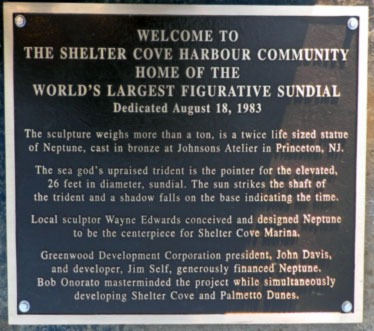 WELCOME TO
THE SHELTER COVE HARBOUR COMMUNITY
HOME OF THE
WORLD'S LARGEST FIGURATIVE SUNDIAL
Dedicated August 18, 1983
The sculpture weighs more than a ton, is a twice life sized statue
of Neptune, cast in bronze at Johnsons Atelier in Princeton, NJ.
The sea god's upraised trident is the pointer for the elevated,
26 feet in diameter, sundial. The sun strikes the shaft of
the trident and a shadow falls on the base indicating the time.
Local sculptor Wayne Edwards conceived and designed Neptune
to be the centerpiece for Shelter Cove Marina.
Greenwood Development Corporation president, John Davis,
and developer, Jim Self, generously financed Neptune.
Bob Onorato masterminded the project while simultaneously
developing Shelter Cove and Palmetto Dunes.